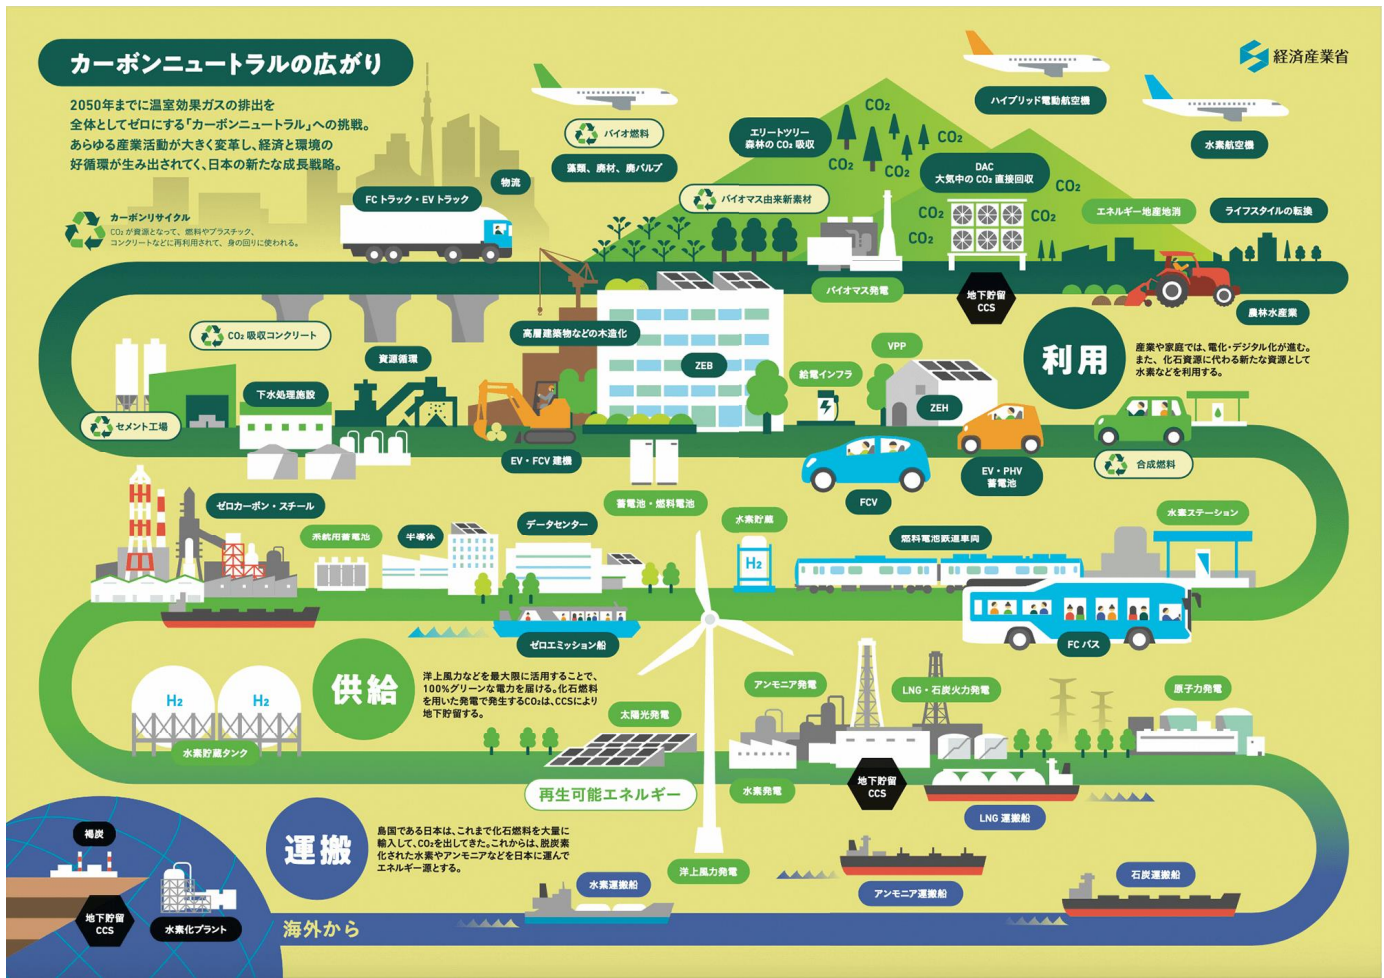 カーボンニュートラルの広がり
2050年までに温室効果ガスの排出を
全体としてゼロにする「カーボンニュートラル」への挑戦。
あらゆる産業活動が大きく変革し、経済と環境の
好循環が生み出されてく、日本の新たな成長戦略。
経済産業省
ハイブリッド電動航空機
水素航空機
バイオ燃料
藻類、廃材、廃パルプ
エリートツリー
森林のCO₂吸収
CO₂
CO₂
CO₂
CO₂
DAC
大気中のCO₂直接回収
CO₂
CO₂
CO₂
CO₂
物流
FCトラック・EVトラック
バイオマス由来新素材
エネルギー地産地消
ライフスタイルの転換
カーボンリサイクル
CO₂が資源となって、燃料やプラスチック、
コンクリートなどに再利用されて、身の回りに使われる。
バイオマス発電
地下貯留
CCS
農林水産業
CO₂吸収コンクリート
高層建築物などの木造化
資源循環
ZEB
VPP
利用
産業や家庭では、電化・デジタル化が進む。
また、化石資源に代わる新たな資源として
水素などを利用する。
給電インフラ
下水処理施設
ZEH
セメント工場
EV・FCV建機
EV・PHV
蓄電池
合成燃料
蓄電池・燃料電池
FCV
ゼロカーボン・スチール
系統用蓄電池
半導体
データセンター
水素貯蔵
H₂
燃料電池鉄道車両
水素ステーション
ゼロエミッション船
FCバス
H₂
H₂
水素貯蔵タンク
供給
洋上風力などを最大限に活用することで、
100%グリーンな電力を届ける。化石燃料
を用いた発電で発生するCO₂は、CCSにより
地下貯留する。
太陽光発電
アンモニア発電
LNG・石炭火力発電
原子力発電
再生可能エネルギー
水素発電
地下貯留
CCS
LNG運搬船
運搬
島国である日本は、これまで化石燃料を大量に
輸入して、CO₂を出してきた。これからは、脱炭素
化された水素やアンモニアなどを日本に運んで
エネルギー源とする。
褐炭
洋上風力発電
水素運搬船
アンモニア運搬船
石炭運搬船
地下貯留
CCS
水素化プラント
海外から